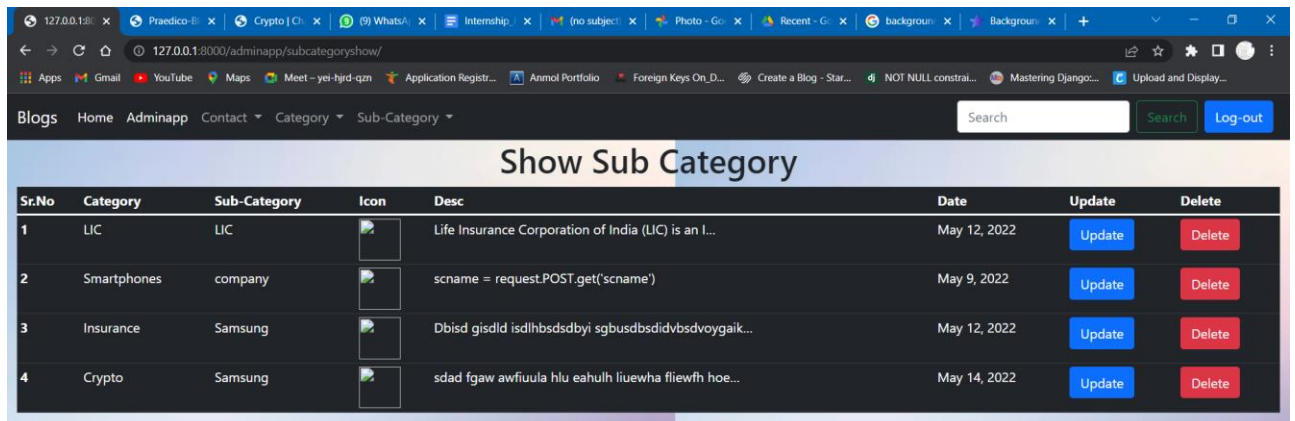 127.0.0.1:80 Praedico-Bl Crypto | Ch (9) WhatsA Internship_ (no subject) Photo - Goo Recent - Go backgroun Backgroun
127.0.0.1:8000/adminapp/subcategoryshow/
Apps Gmail YouTube Maps Meet – yei-hjrd-qzn Application Registr... Anmol Portfolio Foreign Keys On_D... Create a Blog - Star... NOT NULL constrai... Mastering Django:... Upload and Display...
Blogs Home Adminapp Contact Category Sub-Category Search Search Log-out
Show Sub Category
Sr.No Category Sub-Category Icon Desc Date Update Delete
1 LIC LIC Life Insurance Corporation of India (LIC) is an I... May 12, 2022 Update Delete
2 Smartphones company scname = request.POST.get('scname') May 9, 2022 Update Delete
3 Insurance Samsung Dbisd gisdld isdlhbsdsdbyi sgbusdbsdidvbsdvoygaik... May 12, 2022 Update Delete
4 Crypto Samsung sdad fgaw awfiuula hlu eahulh liuewha fliewfh hoe... May 14, 2022 Update Delete